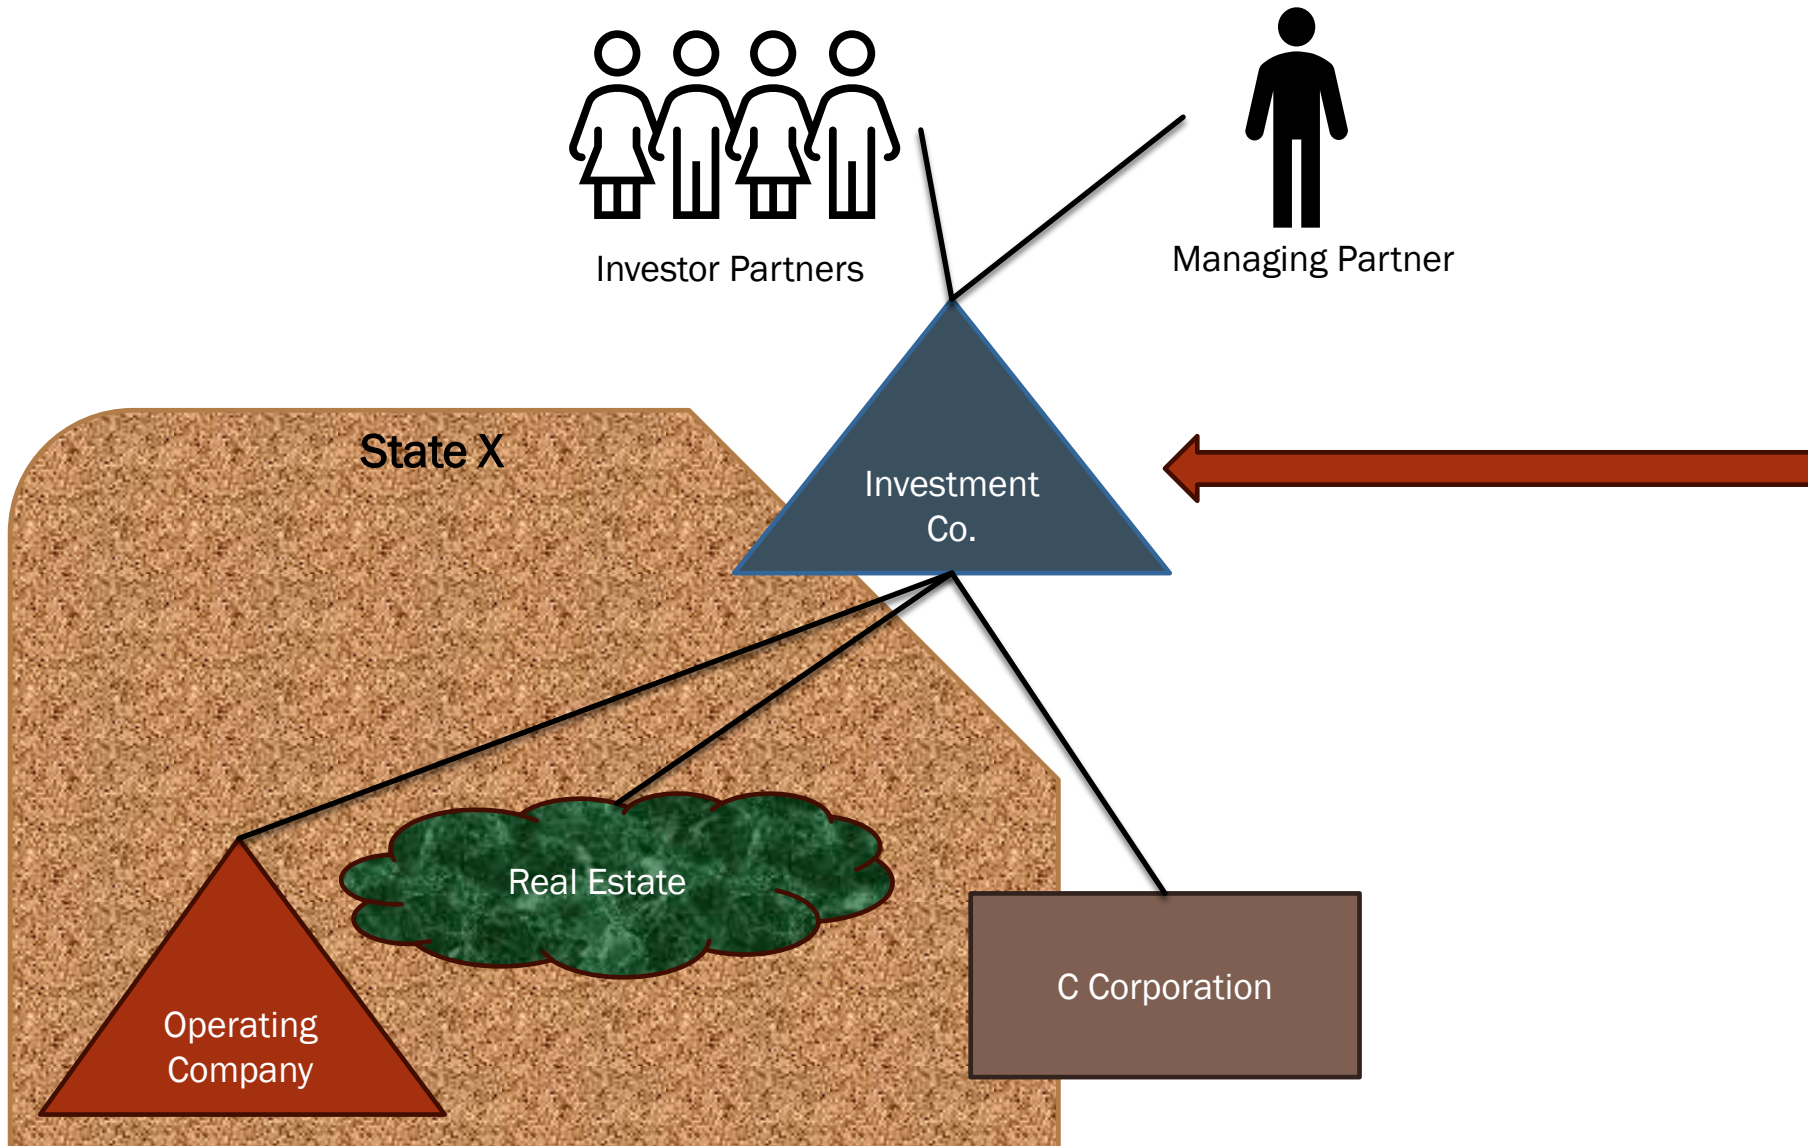 Investor Partners
Managing Partner
State X
Investment
Co.
Real Estate
C Corporation
Operating
Company